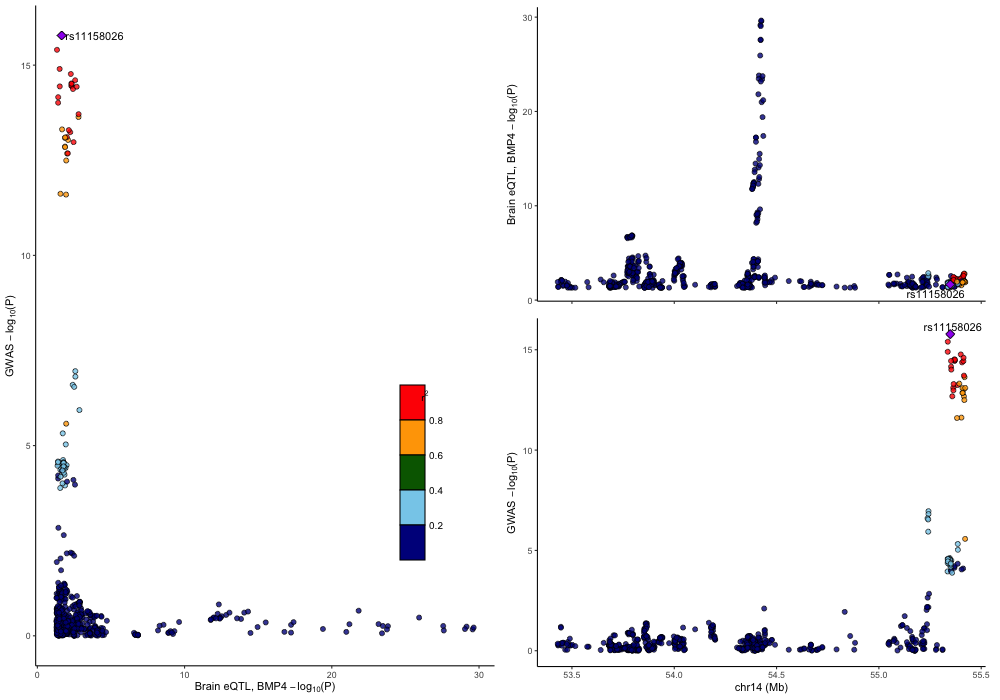 rs11158026
15
10
5
0
GWAS −log10(P)
0
10
20
30
Brain eQTL, BMP4 −log10(P)
r2
0.8
0.6
0.4
0.2
30
20
10
0
Brain eQTL, BMP4 −log10(P)
rs11158026
rs11158026
15
10
5
0
GWAS −log10(P)
53.5
54.0
54.5
55.0
55.5
chr14 (Mb)